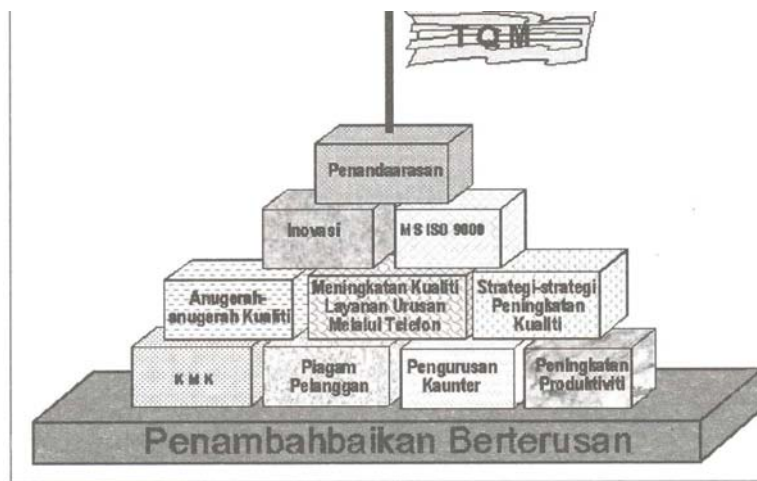 TQM
Penandaarasan
Inovasi
MS ISO 9000
Anugerah-
anugerah Kualiti
Meningkatan Kualiti
Layanan Urusan
Melalui Telefon
Strategi-strategi
Peningkatan
Kualiti
KMK
Piagam
Pelanggan
Pengurusan
Kaunter
Peningkatan
Produktiviti
Penambahbaikan Berterusan